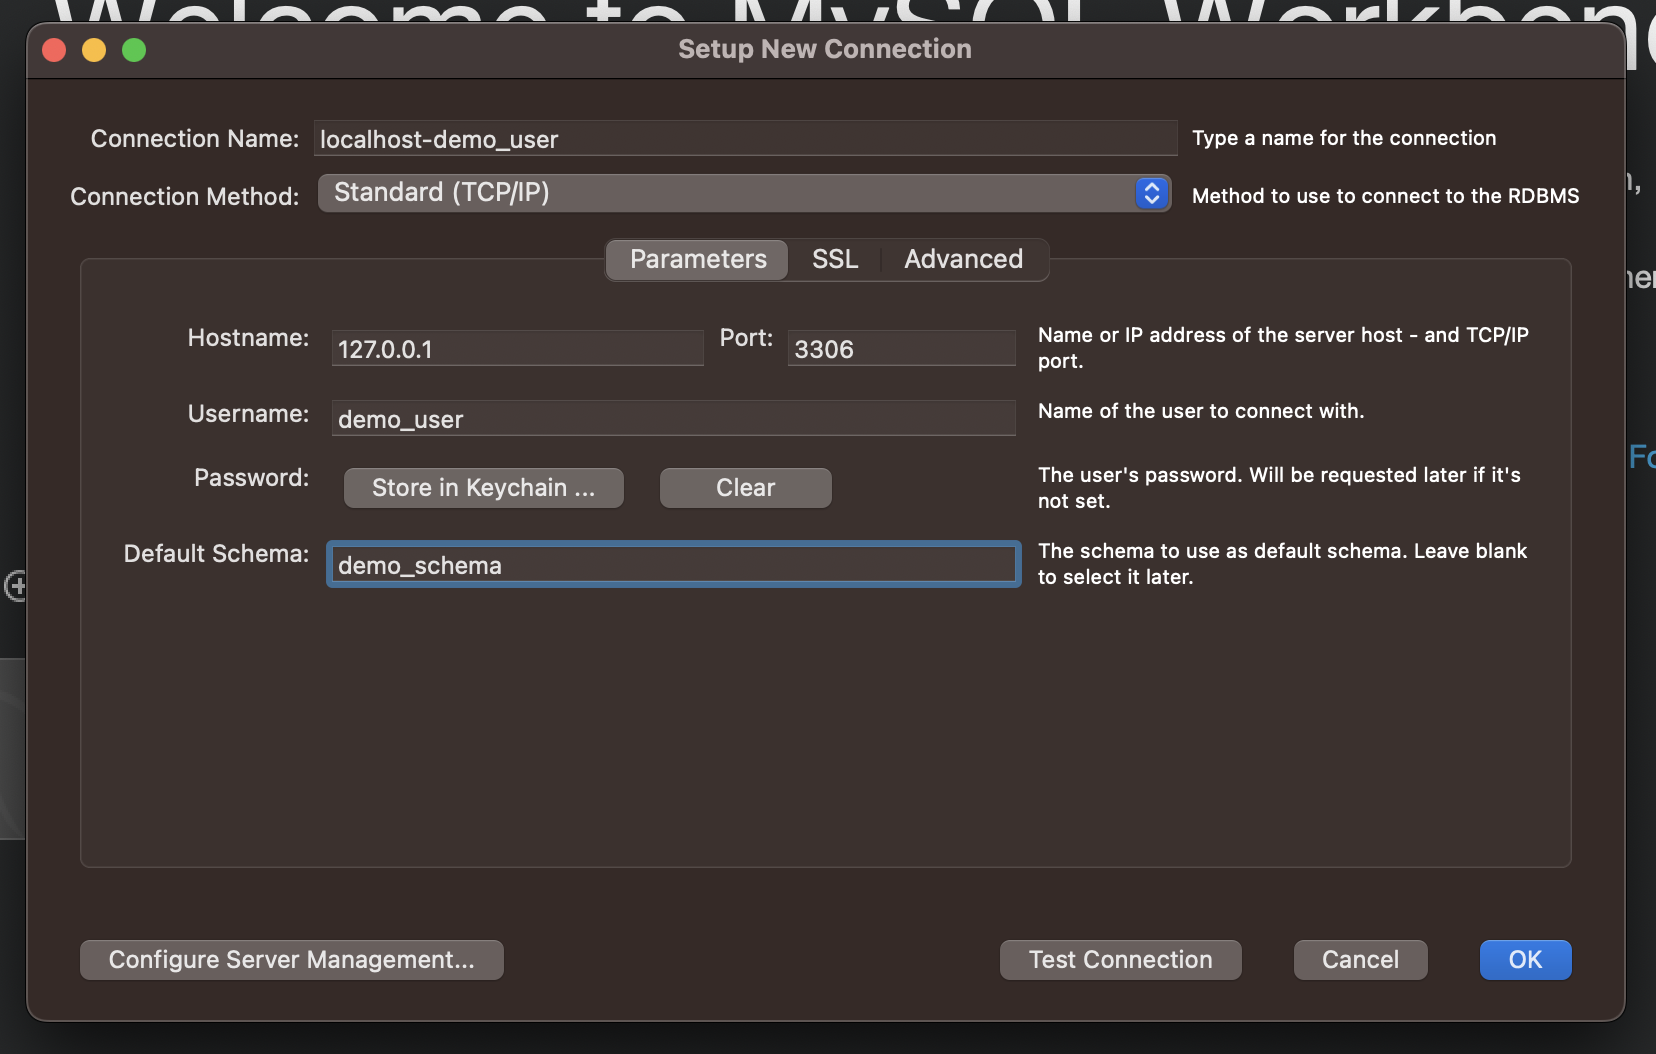 Welcome to MySQL Workbench
Setup New Connection
Connection Name: localhost-demo_user Type a name for the connection
Connection Method: Standard (TCP/IP) Method to use to connect to the RDBMS
Parameters SSL Advanced
Hostname: 127.0.0.1 Port: 3306 Name or IP address of the server host - and TCP/IP
port.
Username: demo_user Name of the user to connect with.
Password: Store in Keychain ... Clear The user's password. Will be requested later if it's
not set.
Default Schema: demo_schema The schema to use as default schema. Leave blank
to select it later.
Configure Server Management... Test Connection Cancel OK